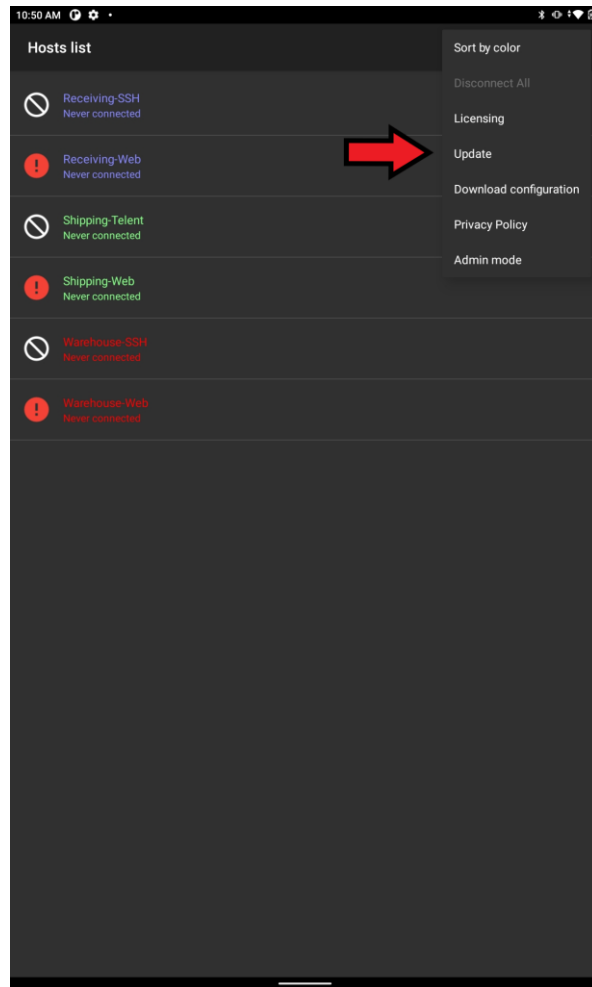 10:50 AM
Hosts list
Sort by color
Disconnect All
Licensing
Update
Download configuration
Privacy Policy
Admin mode
Receiving-SSH
Never connected
Receiving-Web
Never connected
Shipping-Telent
Never connected
Shipping-Web
Never connected
Warehouse-SSH
Never connected
Warehouse-Web
Never connected